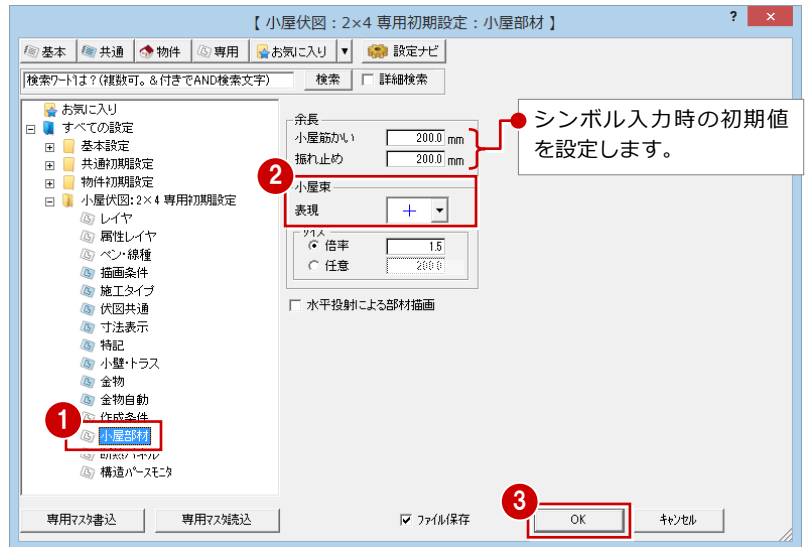 【 小屋伏図：2×4 専用初期設定：小屋部材 】
? x
基本 共通 物件 専用 お気に入り ▼ 設定ナビ
検索ワードは？(複数可。＆付きでAND検索文字) 検索 詳細検索
お気に入り
すべての設定
基本設定
共通初期設定
物件初期設定
小屋伏図:2×4 専用初期設定
レイヤ
属性レイヤ
ペン・線種
描画条件
施工タイプ
伏図共通
寸法表示
特記
小壁・トラス
金物
金物自動
作成条件
1
小屋部材
構造パースモニタ
余長
小屋筋かい 200.0 mm
振れ止め 200.0 mm
シンボル入力時の初期値
を設定します。
2
小屋束
表現
サイズ
倍率 1.5
任意 200.0
水平投射による部材描画
3
専用マスタ書込 専用マスタ読込 ファイル保存 OK キャンセル